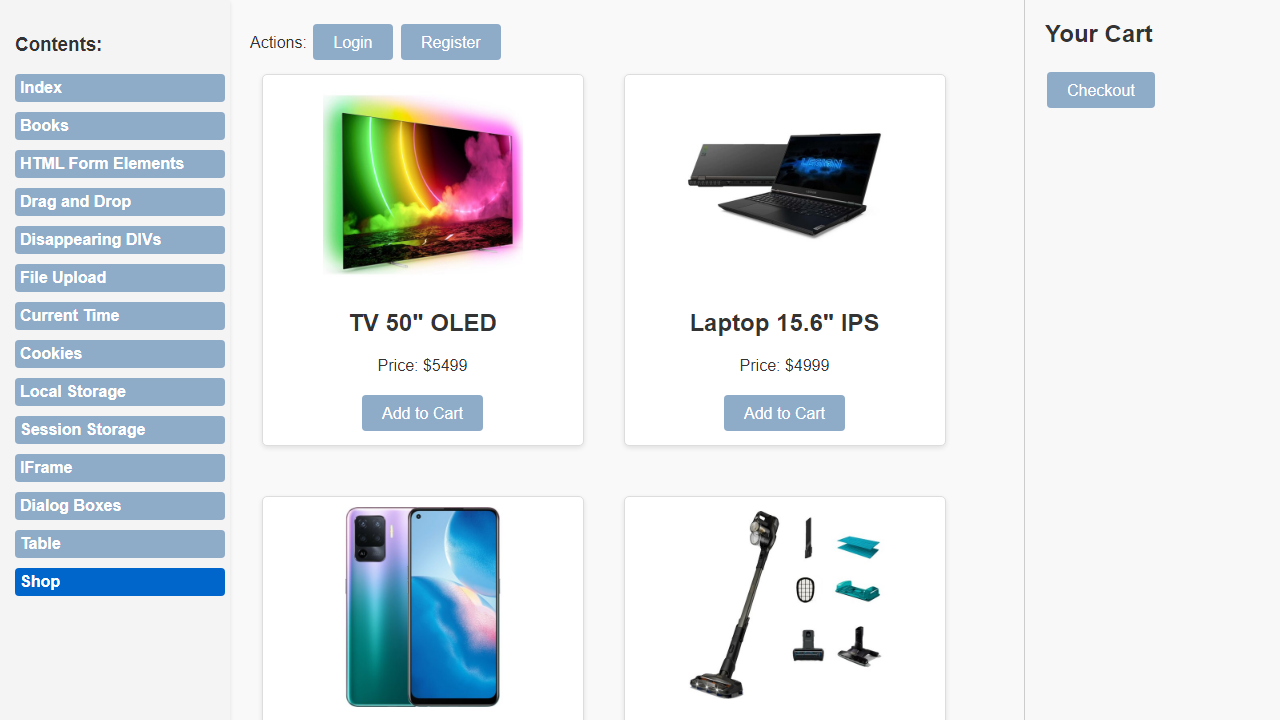 Contents:
Index
Books
HTML Form Elements
Drag and Drop
Disappearing DIVs
File Upload
Current Time
Cookies
Local Storage
Session Storage
IFrame
Dialog Boxes
Table
Shop
Actions: Login Register
TV 50" OLED
Price: $5499
Add to Cart
LEGION
Laptop 15.6" IPS
Price: $4999
Add to Cart
Your Cart
Checkout